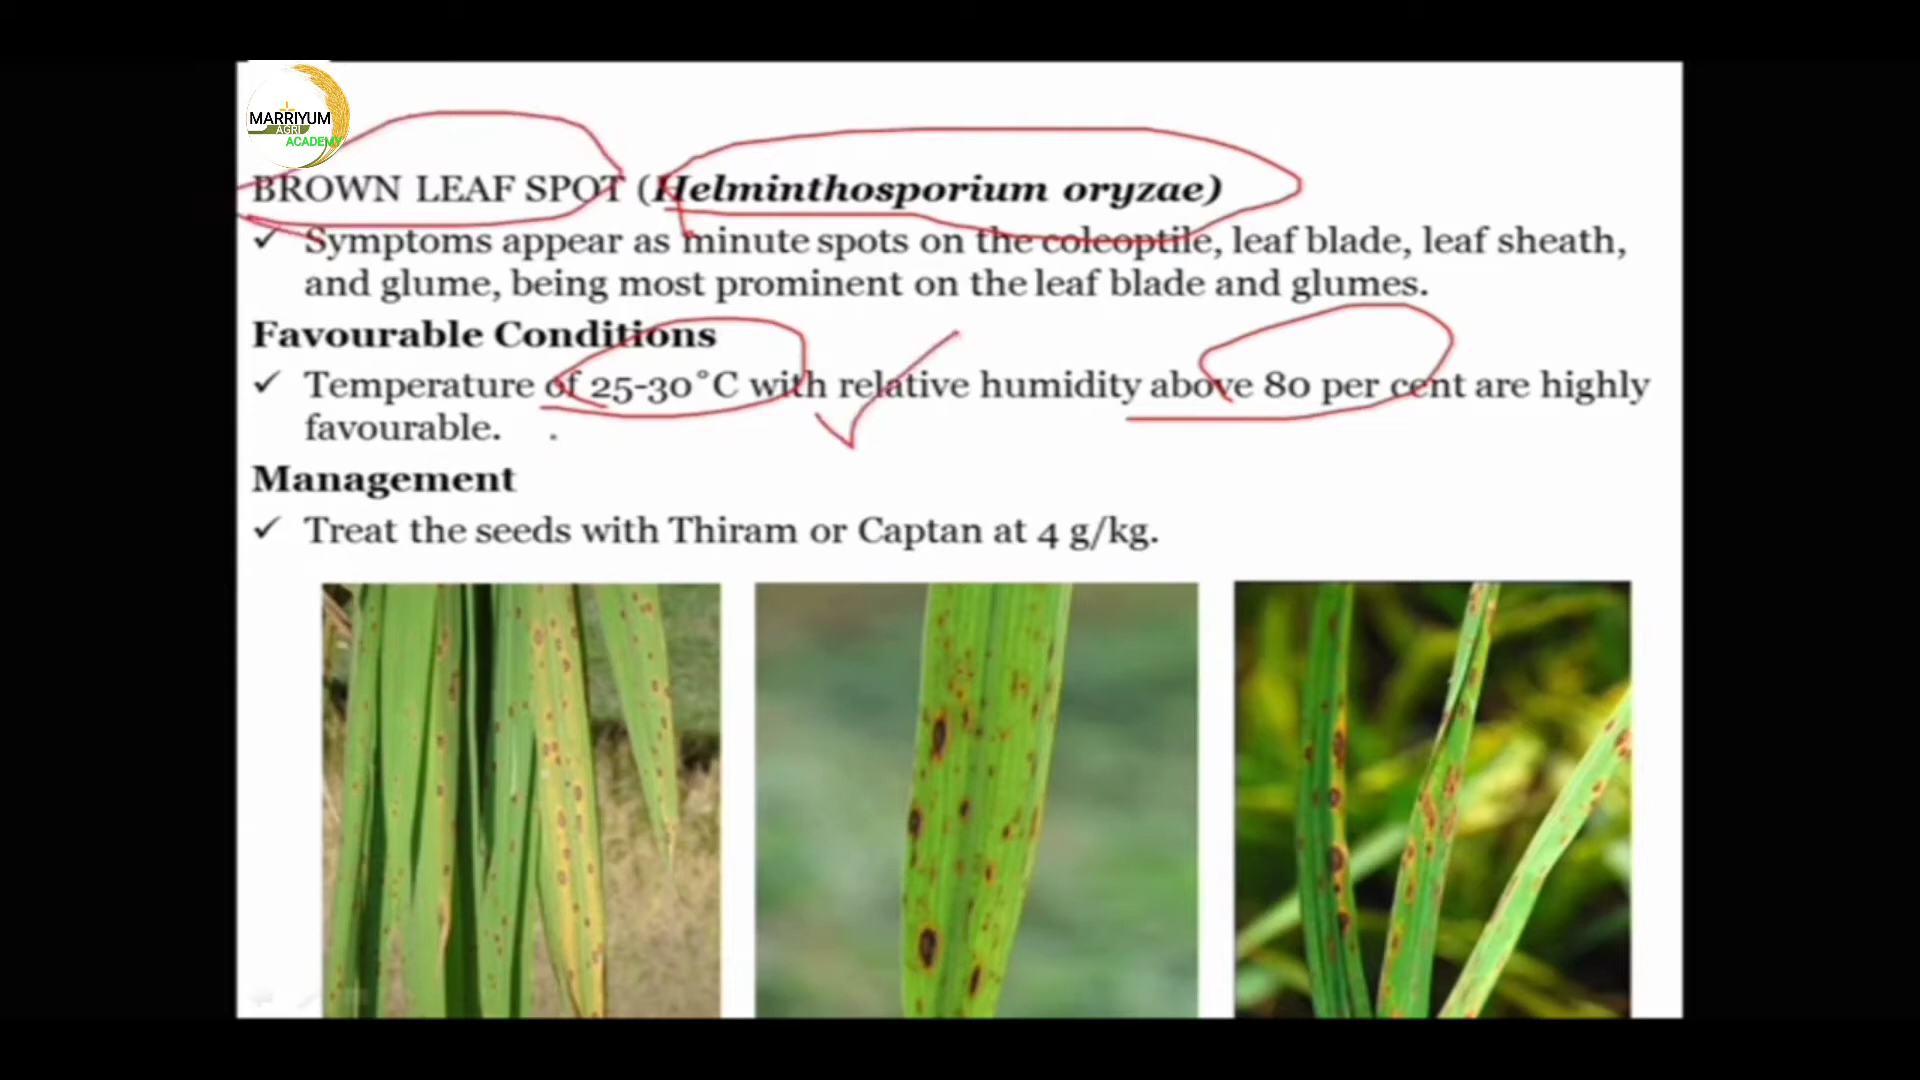 MARRIYUM
AGRI
ACADEMY
BROWN LEAF SPOT (Helminthosporium oryzae)
✓ Symptoms appear as minute spots on the coleoptile, leaf blade, leaf sheath,
and glume, being most prominent on the leaf blade and glumes.
Favourable Conditions
✓ Temperature of 25-30°C with relative humidity above 80 per cent are highly
favourable. .
Management
✓ Treat the seeds with Thiram or Captan at 4 g/kg.